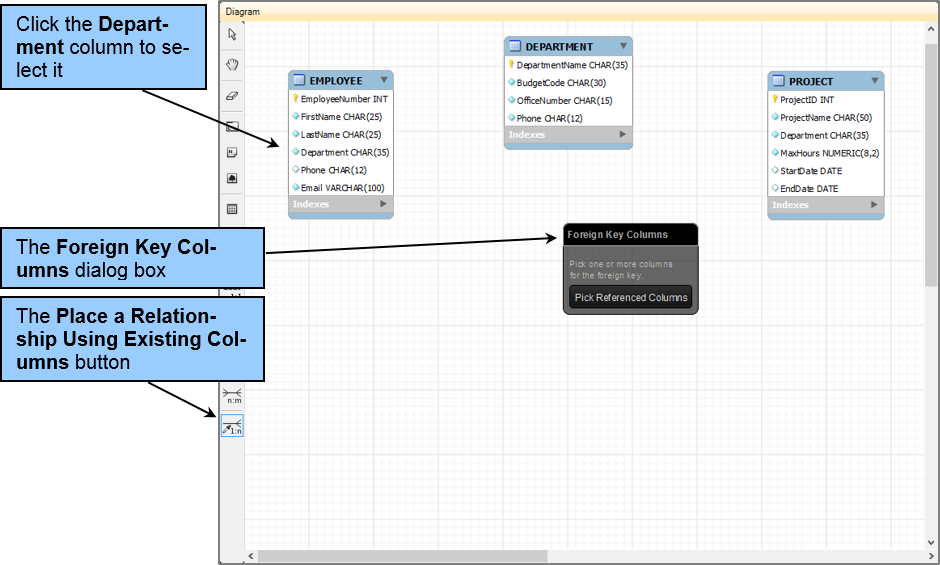 Diagram
Click the Depart-
ment column to se-
lect it
DEPARTMENT
DepartmentName CHAR(35)
BudgetCode CHAR(30)
OfficeNumber CHAR(15)
Phone CHAR(12)
Indexes
EMPLOYEE
EmployeeNumber INT
FirstName CHAR(25)
LastName CHAR(25)
Department CHAR(35)
Phone CHAR(12)
Email VARCHAR(100)
Indexes
PROJECT
ProjectID INT
ProjectName CHAR(50)
Department CHAR(35)
MaxHours NUMERIC(8,2)
StartDate DATE
EndDate DATE
Indexes
The Foreign Key Col-
umns dialog box
Foreign Key Columns
Pick one or more columns
for the foreign key.
Pick Referenced Columns
The Place a Relation-
ship Using Existing Col-
umns button
n:m
1:n